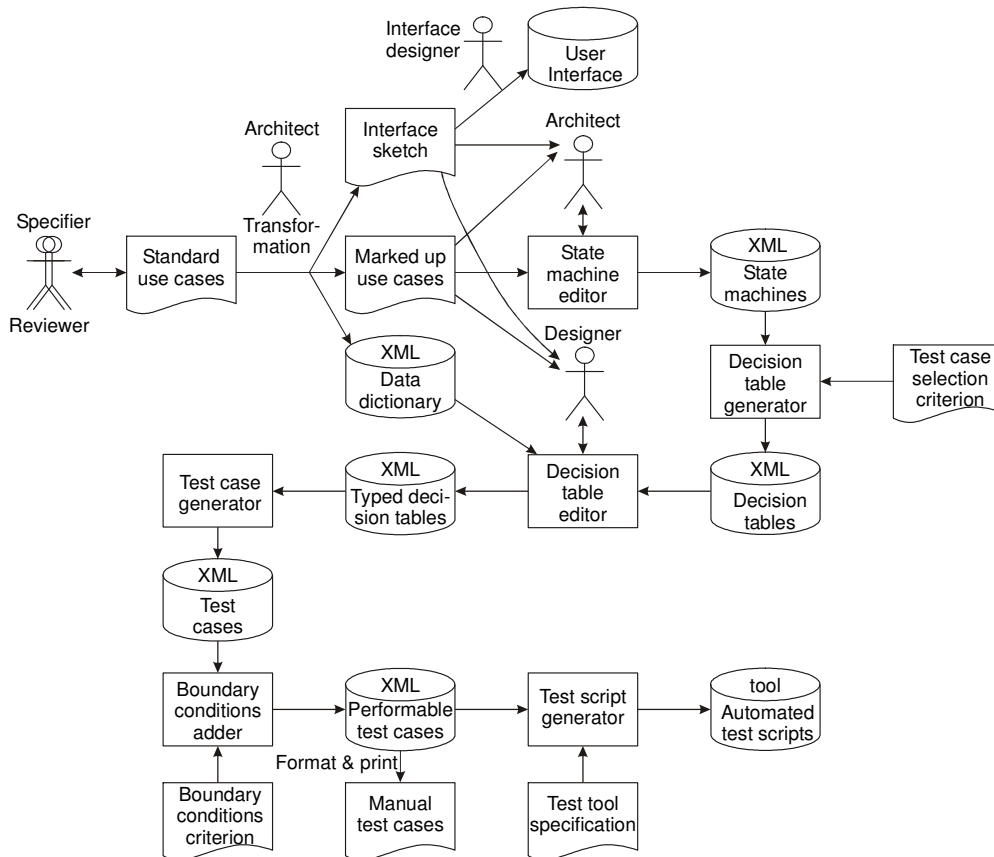 Interface
designer
User
Interface
Architect
Interface
sketch
Architect
Transfor-
mation
Specifier
Reviewer
Standard
use cases
Marked up
use cases
State
machine
editor
XML
State
machines
Designer
XML
Data
dictionary
Decision
table
generator
Test case
selection
criterion
Test case
generator
XML
Typed deci-
sion tables
Decision
table
editor
XML
Decision
tables
XML
Test
cases
Boundary
conditions
adder
XML
Performable
test cases
Test script
generator
tool
Automated
test scripts
Format & print
Boundary
conditions
criterion
Manual
test cases
Test tool
specification